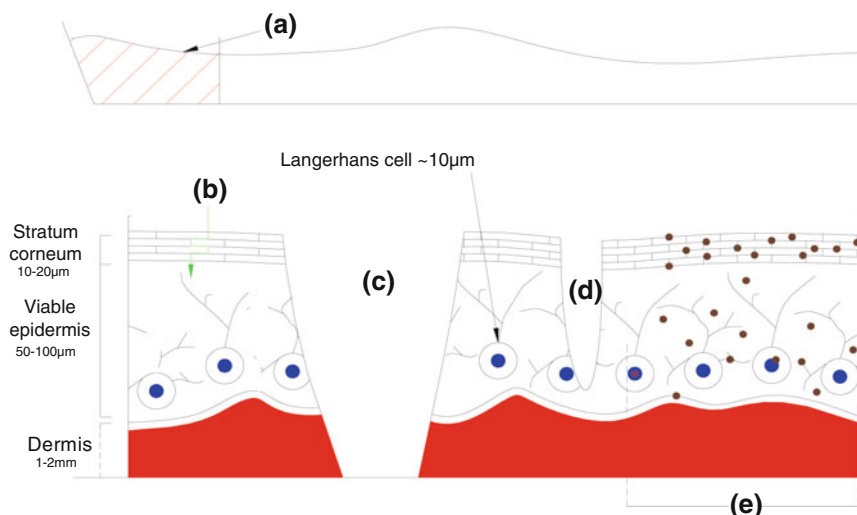 (a)
Langerhans cell ~10µm
(b)
Stratum
corneum
10-20µm
(c)
(d)
Viable
epidermis
50-100µm
Dermis
1-2mm
(e)